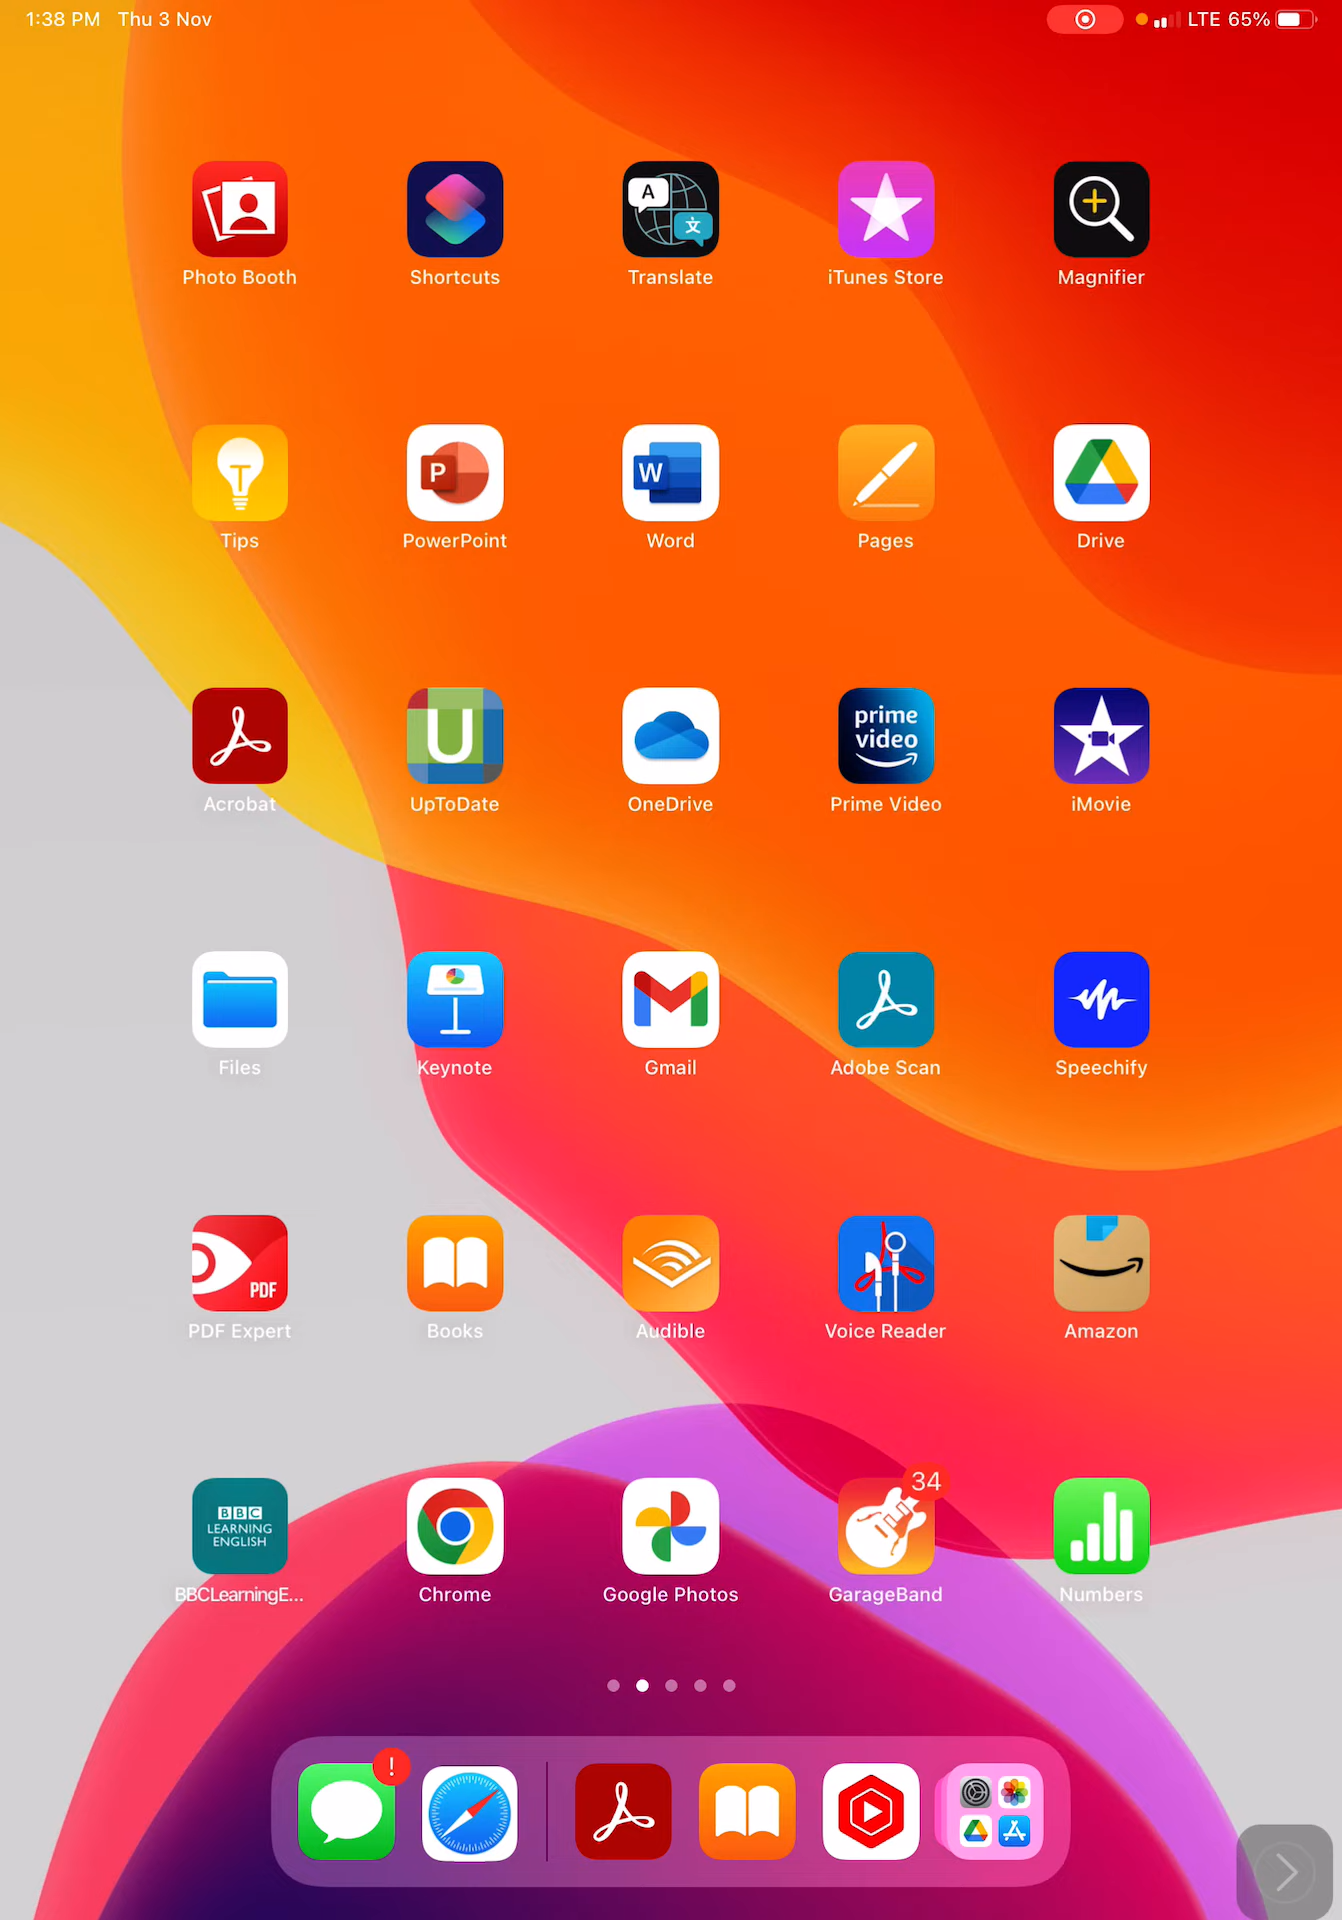 1:38 PM Thu 3 Nov LTE 65%
A
文
Photo Booth Shortcuts Translate iTunes Store Magnifier
P W
Tips PowerPoint Word Pages Drive
U prime
video
Acrobat UpToDate OneDrive Prime Video iMovie
Files Keynote Gmail Adobe Scan Speechify
PDF
PDF Expert Books Audible Voice Reader Amazon
34
BBC
LEARNING
ENGLISH
BBCLearningE... Chrome Google Photos GarageBand Numbers
!